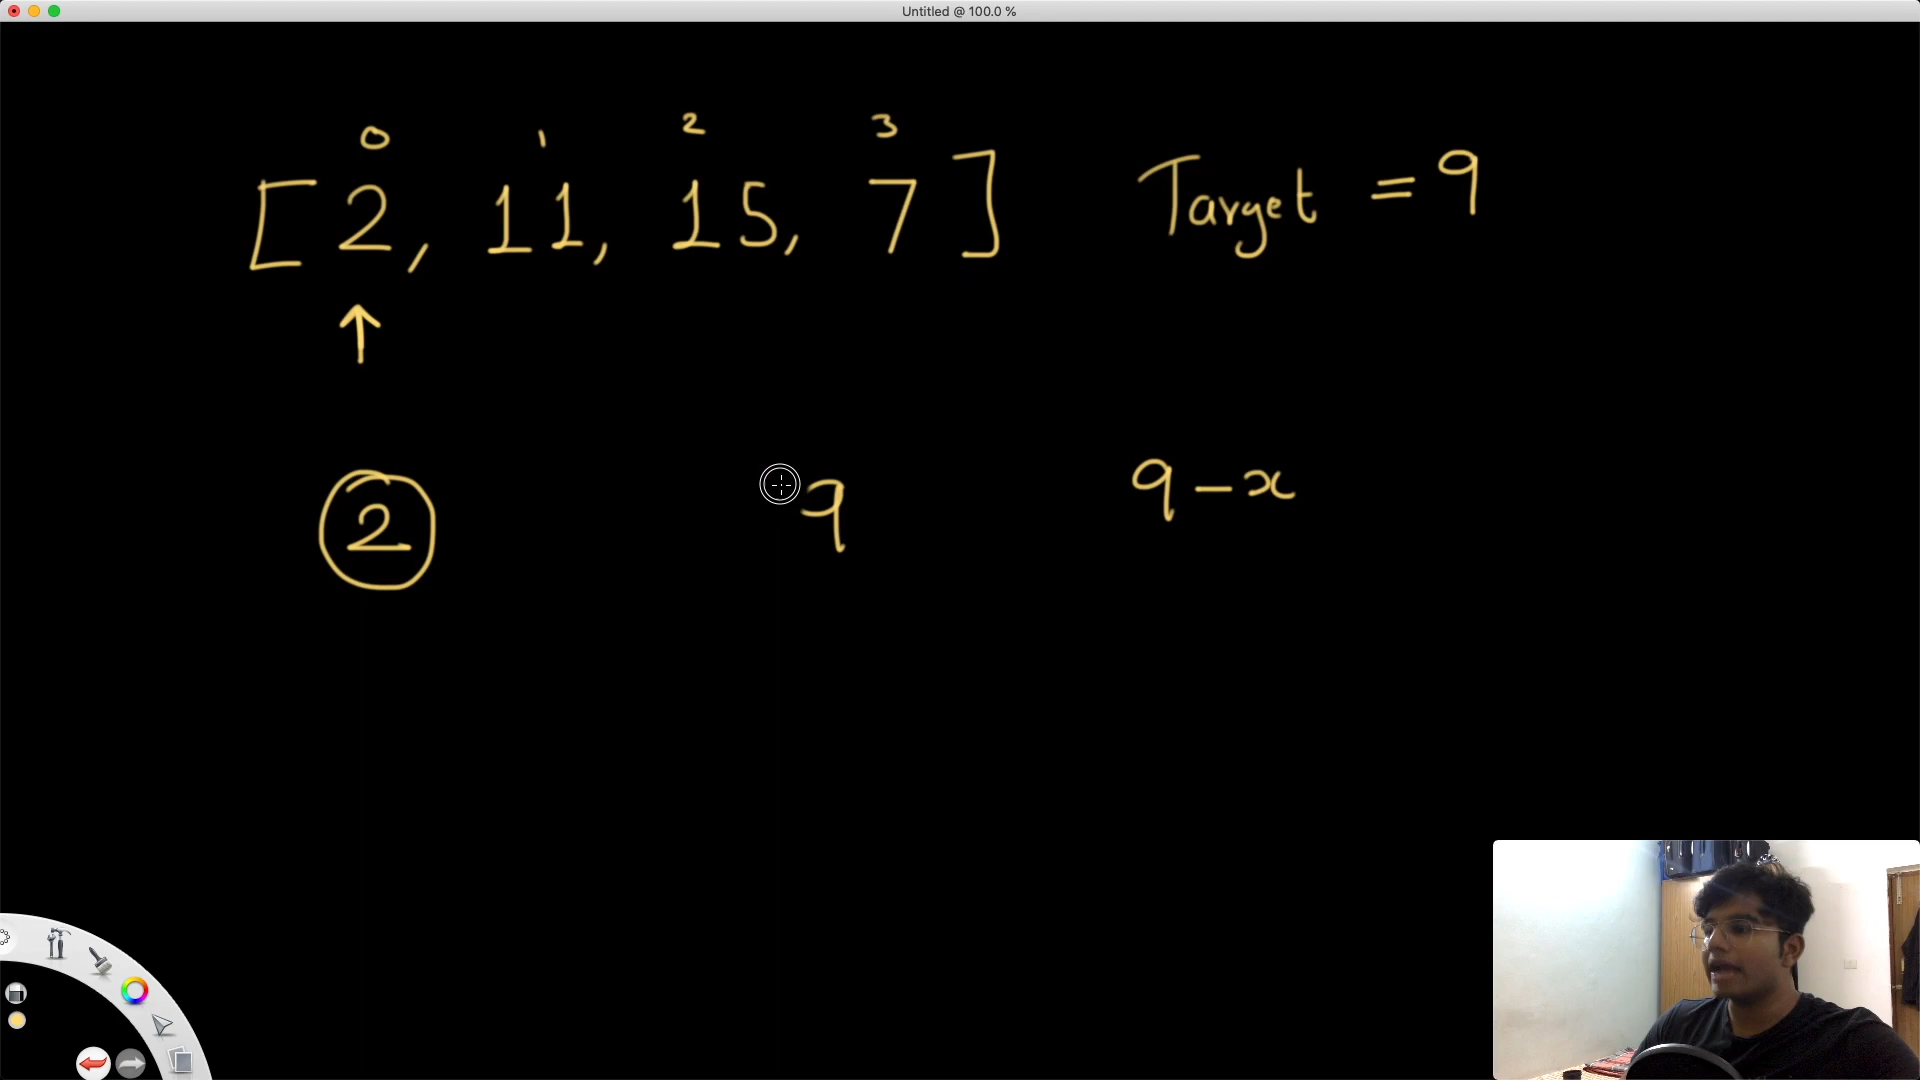 Untitled @ 100.0 %
0 1 2 3
[2, 11, 15, 7] Target = 9
2 9 9-x